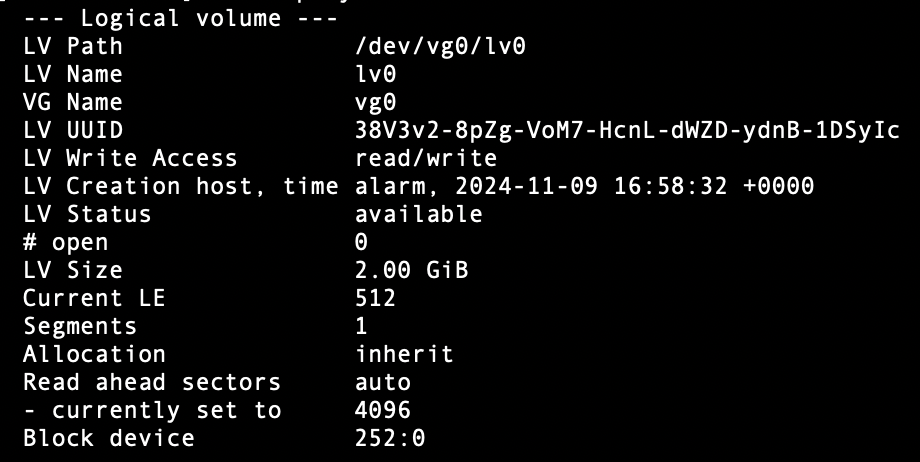 --- Logical volume ---
LV Path                /dev/vg0/lv0
LV Name                lv0
VG Name                vg0
LV UUID                38V3v2-8pZg-VoM7-HcnL-dWZD-ydnB-1DSyIc
LV Write Access        read/write
LV Creation host, time alarm, 2024-11-09 16:58:32 +0000
LV Status              available
# open                 0
LV Size                2.00 GiB
Current LE             512
Segments               1
Allocation             inherit
Read ahead sectors     auto
- currently set to     4096
Block device           252:0